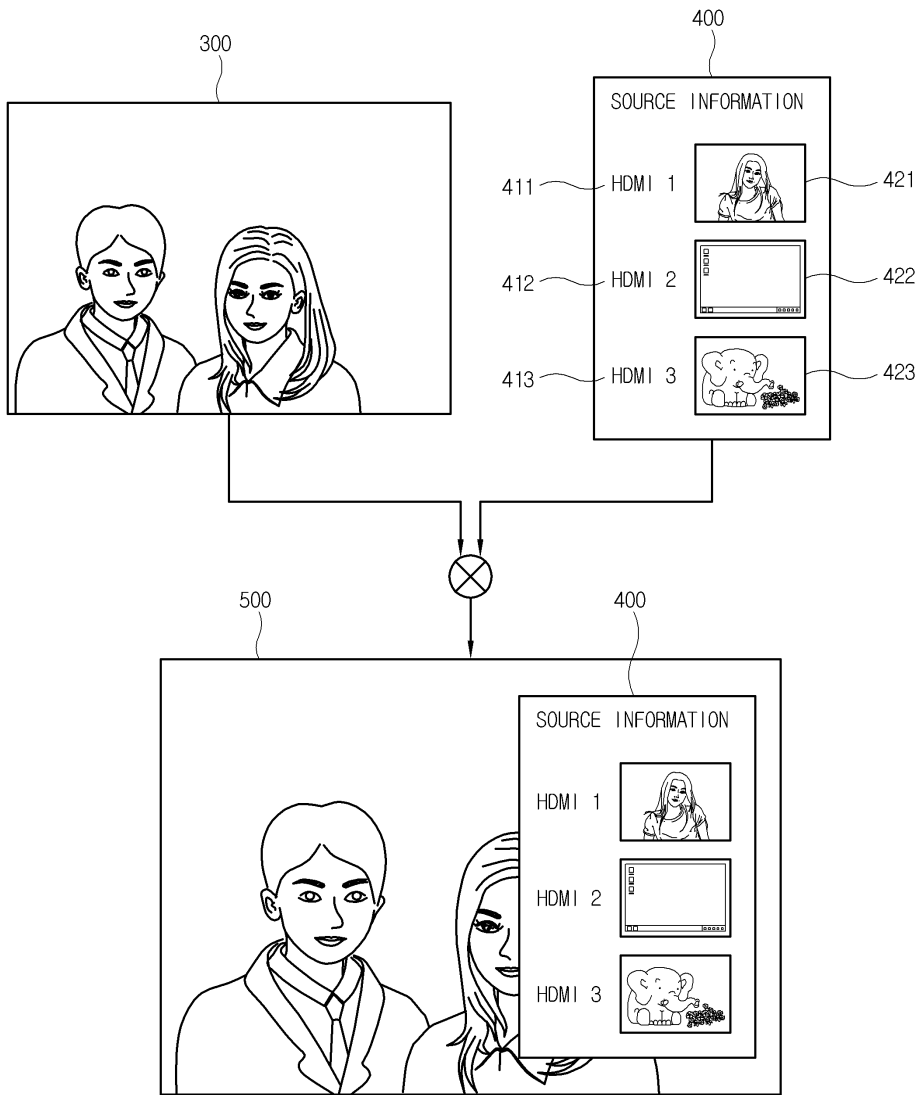 300
400
SOURCE INFORMATION
411 HDMI 1 421
412 HDMI 2 422
413 HDMI 3 423
500
400
SOURCE INFORMATION
HDMI 1
HDMI 2
HDMI 3